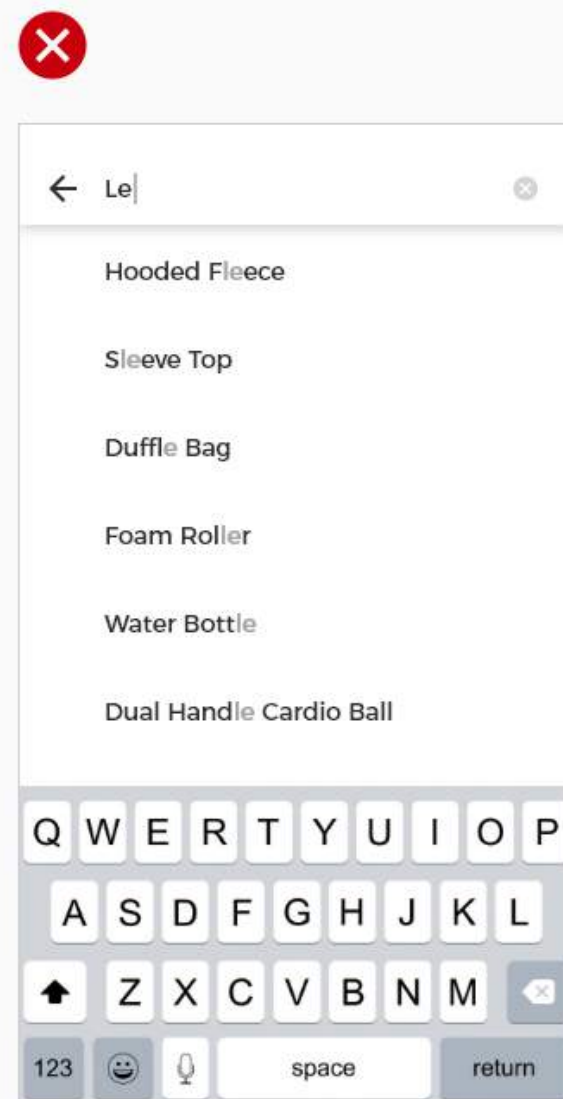 Le
Hooded Fleece
Sleeve Top
Duffle Bag
Foam Roller
Water Bottle
Dual Handle Cardio Ball
Q W E R T Y U I O P
A S D F G H J K L
Z X C V B N M
123 space return